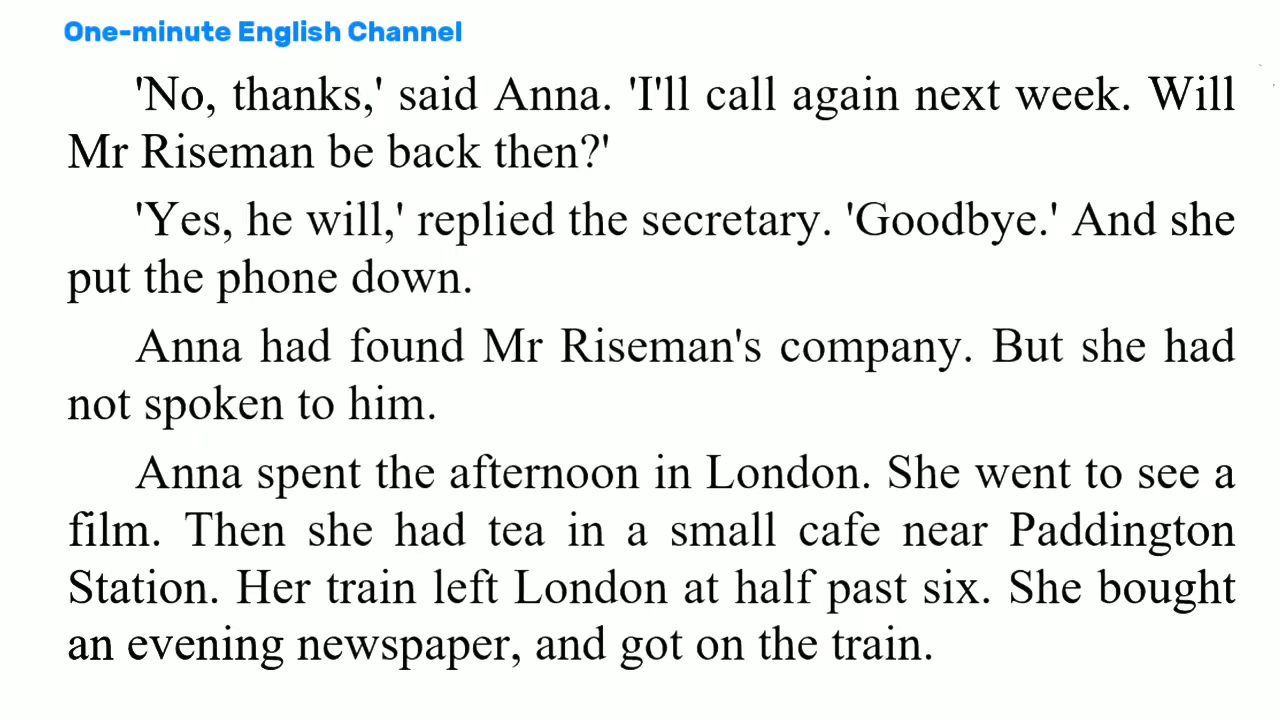 One-minute English Channel
'No, thanks,' said Anna. 'I'll call again next week. Will
Mr Riseman be back then?'
'Yes, he will,' replied the secretary. 'Goodbye.' And she
put the phone down.
Anna had found Mr Riseman's company. But she had
not spoken to him.
Anna spent the afternoon in London. She went to see a
film. Then she had tea in a small cafe near Paddington
Station. Her train left London at half past six. She bought
an evening newspaper, and got on the train.